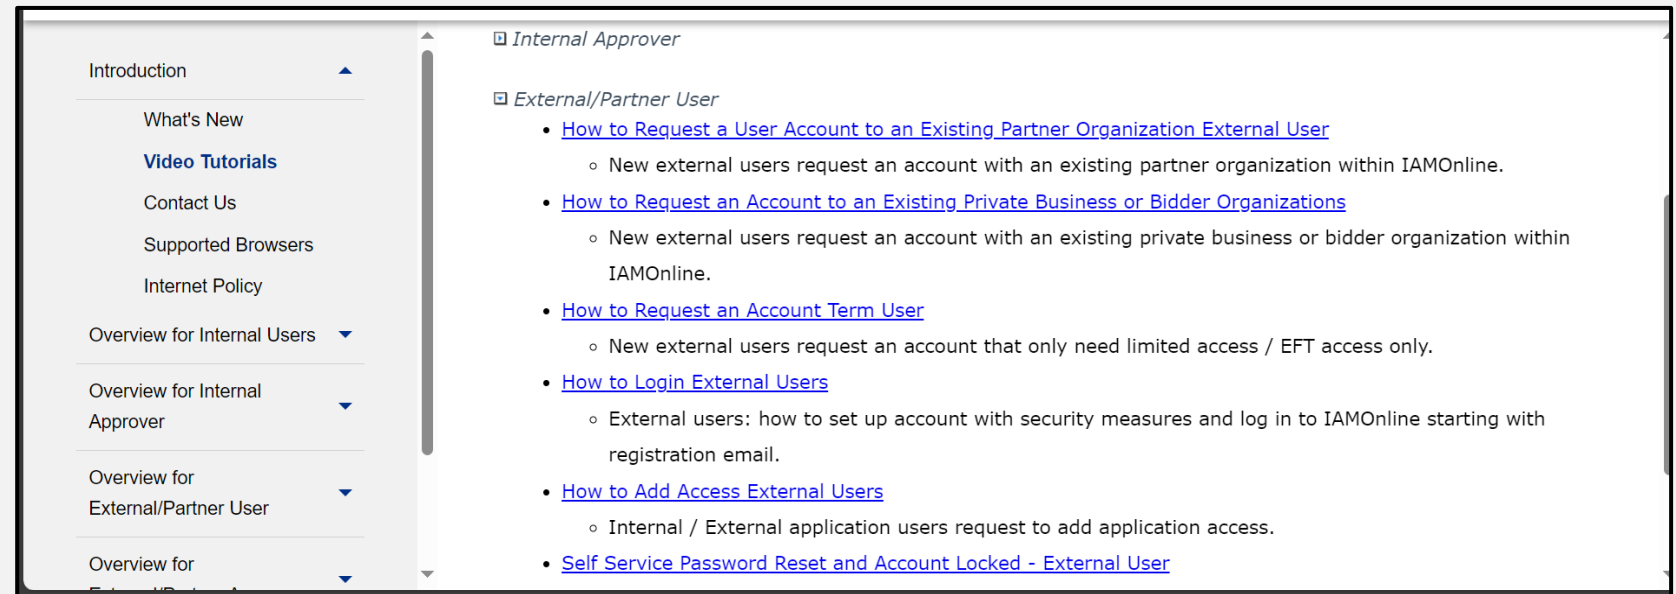 Introduction
What's New
Video Tutorials
Contact Us
Supported Browsers
Internet Policy
Overview for Internal Users
Overview for Internal
Approver
Overview for
External/Partner User
Overview for
Internal Approver
External/Partner User
How to Request a User Account to an Existing Partner Organization External User
New external users request an account with an existing partner organization within IAMOnline.
How to Request an Account to an Existing Private Business or Bidder Organizations
New external users request an account with an existing private business or bidder organization within
IAMOnline.
How to Request an Account Term User
New external users request an account that only need limited access / EFT access only.
How to Login External Users
External users: how to set up account with security measures and log in to IAMOnline starting with
registration email.
How to Add Access External Users
Internal / External application users request to add application access.
Self Service Password Reset and Account Locked - External User